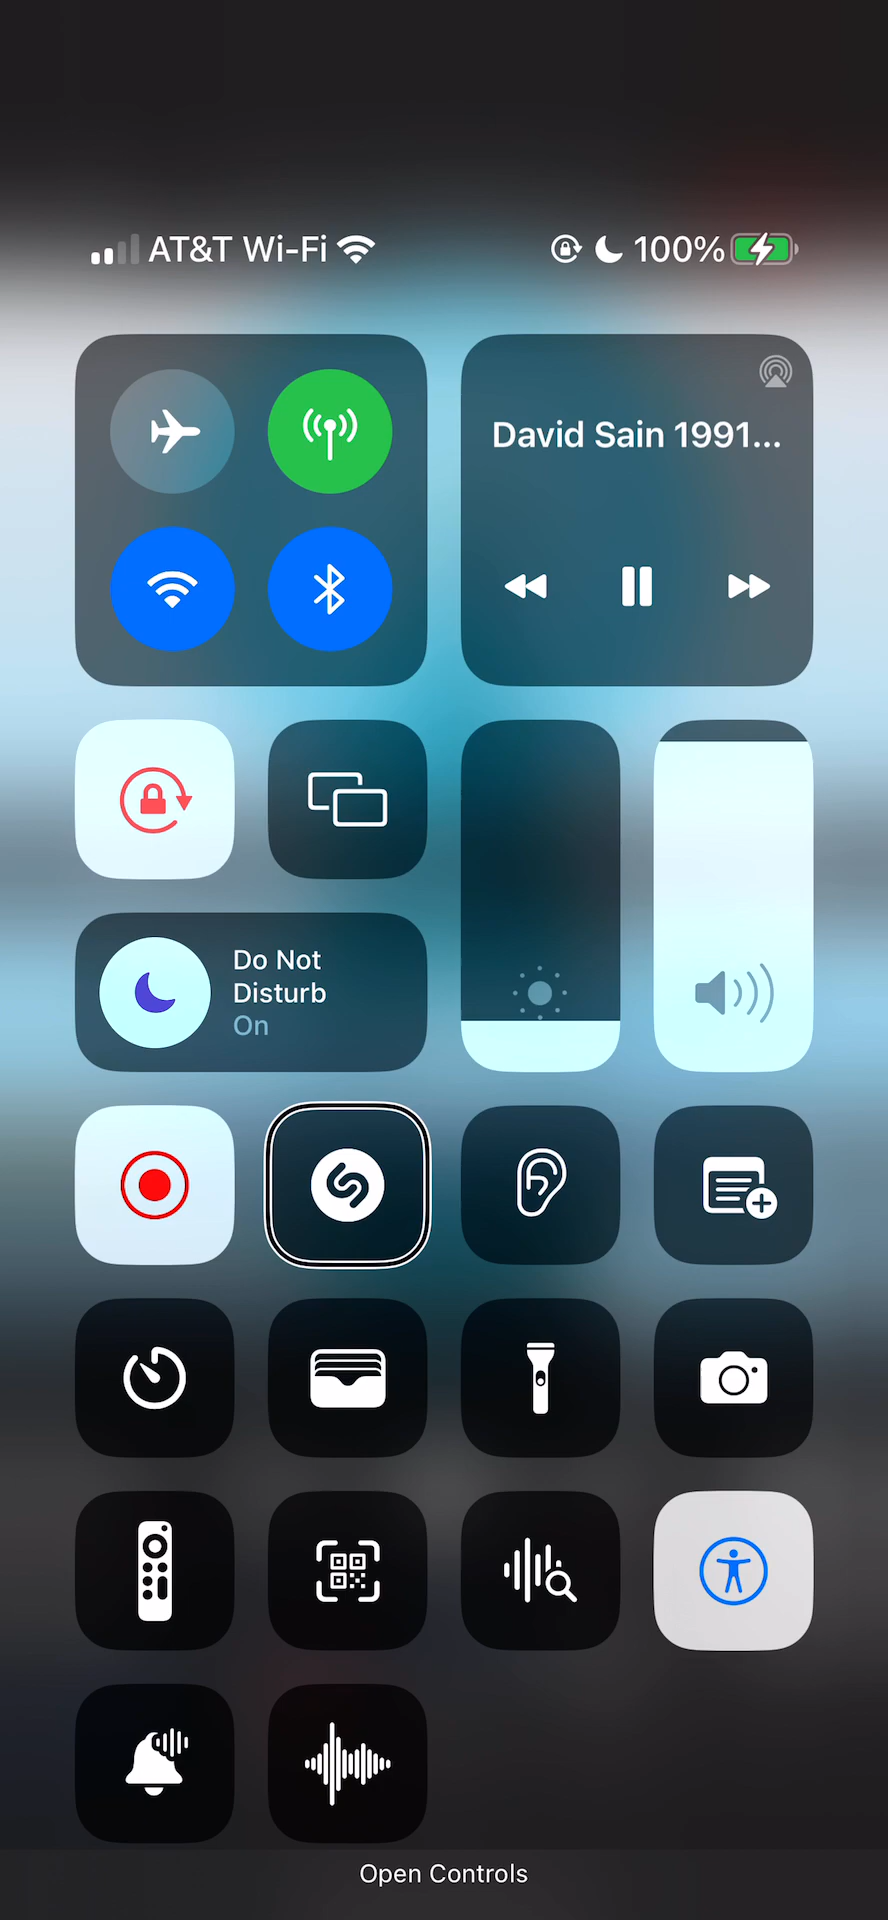 AT&T Wi-Fi 100%
David Sain 1991...
Do Not
Disturb
On
Open Controls